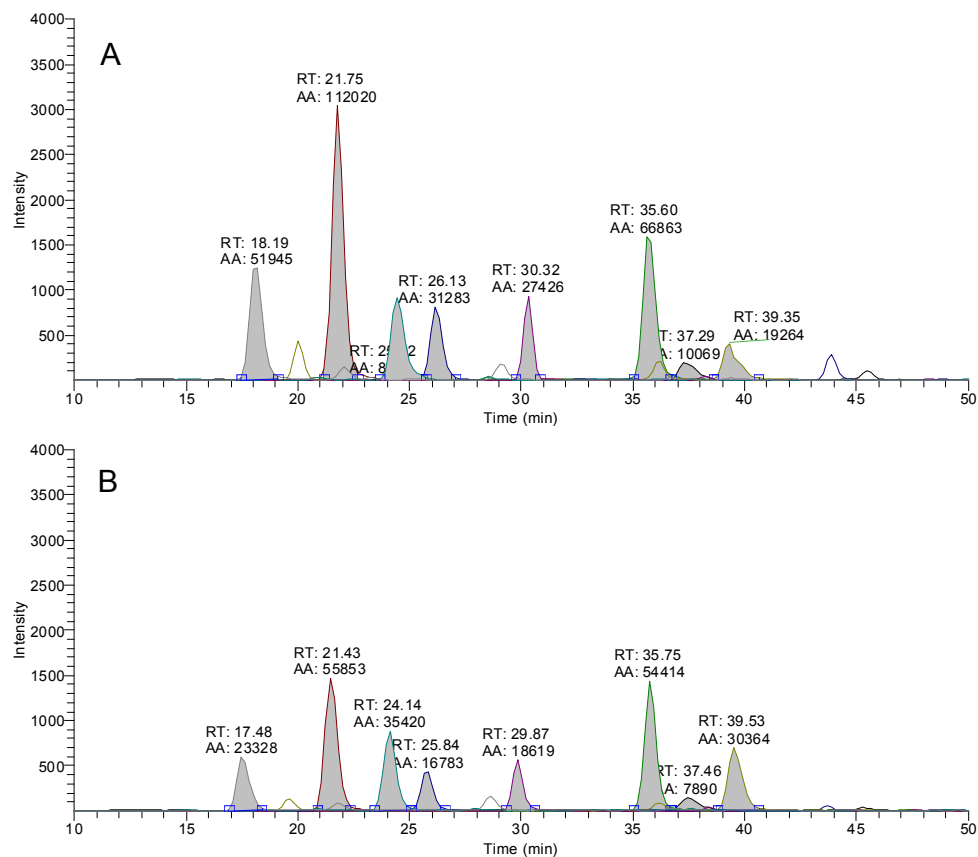 4000
A
3500
RT: 21.75
AA: 112020
3000
2500
2000
RT: 35.60
AA: 66863
1500
RT: 18.19
AA: 51945
RT: 26.13
AA: 31283
RT: 30.32
AA: 27426
1000
RT: 39.35
AA: 19264
37.29
10069
500
Intensity
10 15 20 25 30 35 40 45 50
Time (min)
4000
B
3500
3000
2500
2000
RT: 21.43
AA: 55853
RT: 35.75
AA: 54414
1500
RT: 24.14
AA: 35420
RT: 17.48
AA: 23328
RT: 25.84
AA: 16783
RT: 29.87
AA: 18619
RT: 39.53
AA: 30364
1000
RT: 37.46
AA: 7890
500
Intensity
10 15 20 25 30 35 40 45 50
Time (min)